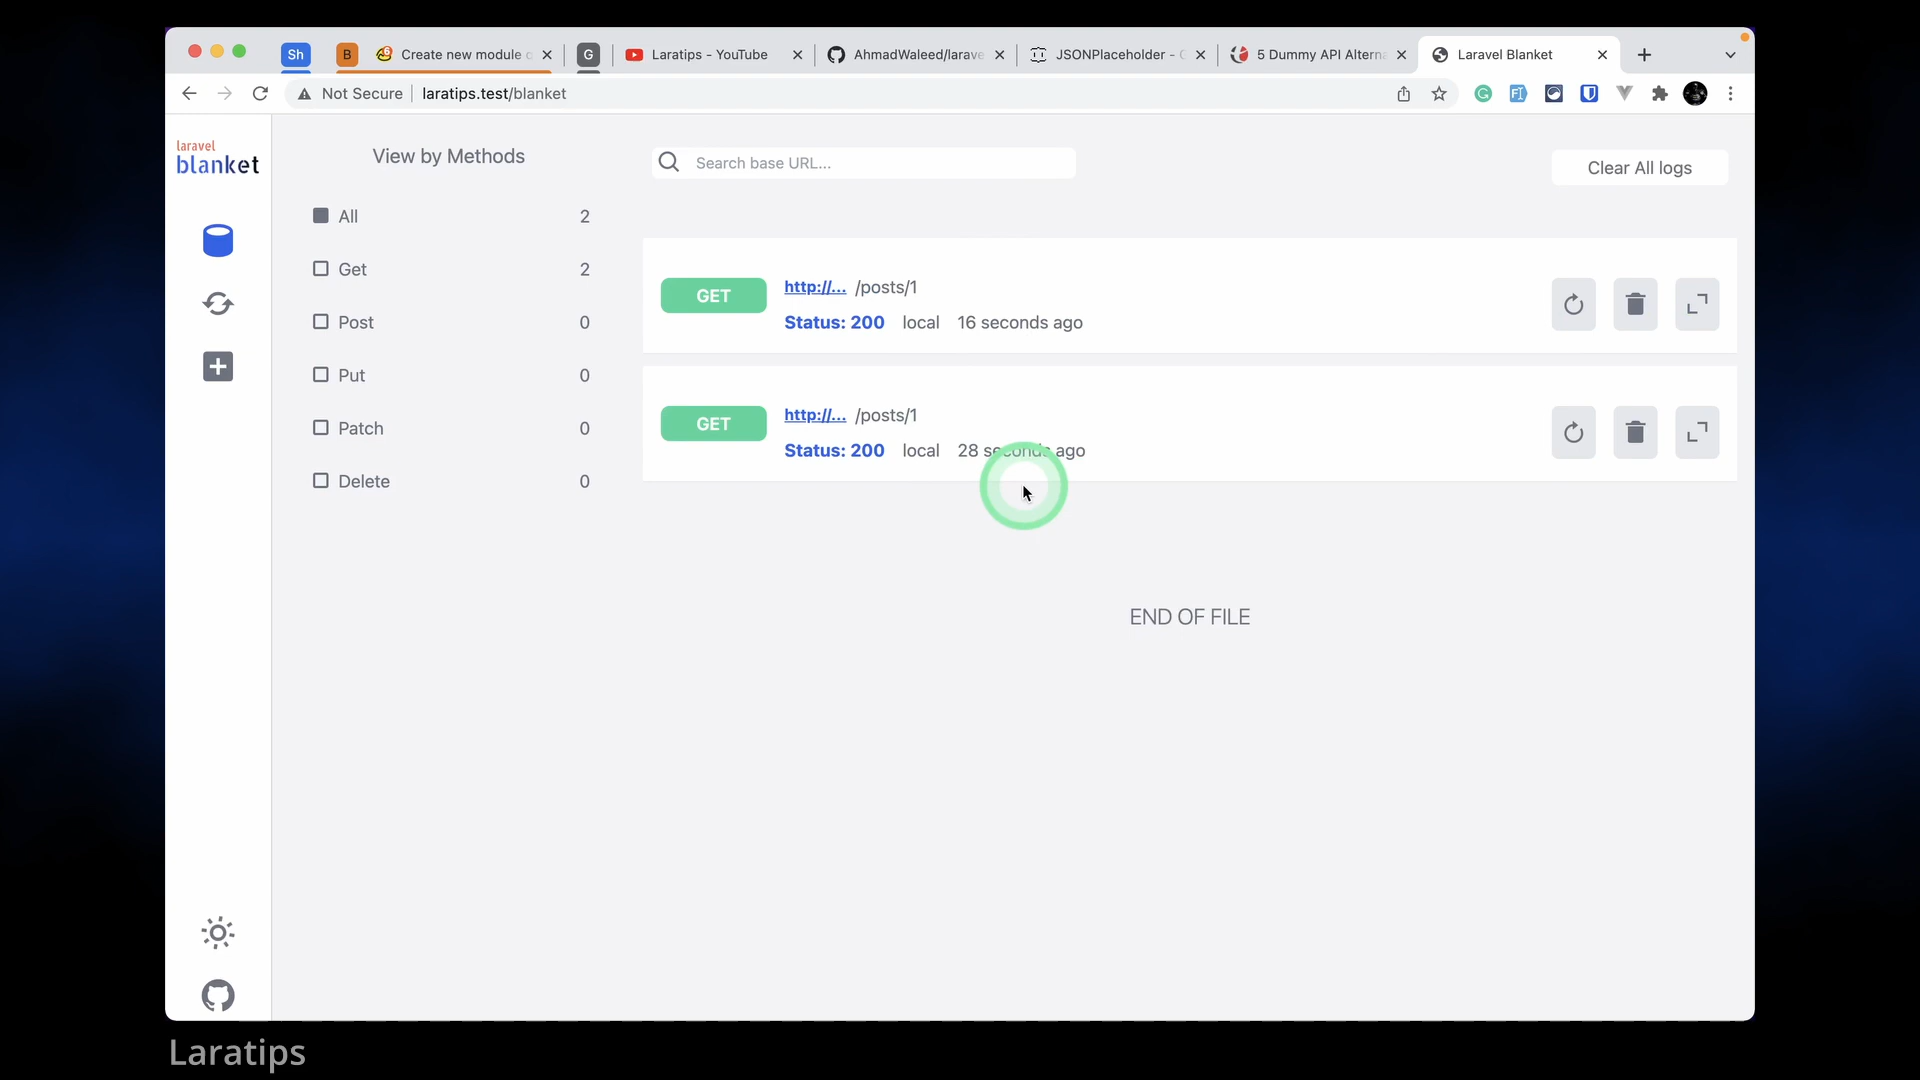 Sh
B
Create new module
G
Laratips - YouTube
AhmadWaleed/larave
JSONPlaceholder -
5 Dummy API Alterna
Laravel Blanket
Not Secure
laratips.test/blanket
laravel
blanket
View by Methods
All 2
Get 2
Post 0
Put 0
Patch 0
Delete 0
Search base URL...
Clear All logs
GET
http://... /posts/1
Status: 200 local 16 seconds ago
GET
http://... /posts/1
Status: 200 local 28 seconds ago
END OF FILE
Laratips